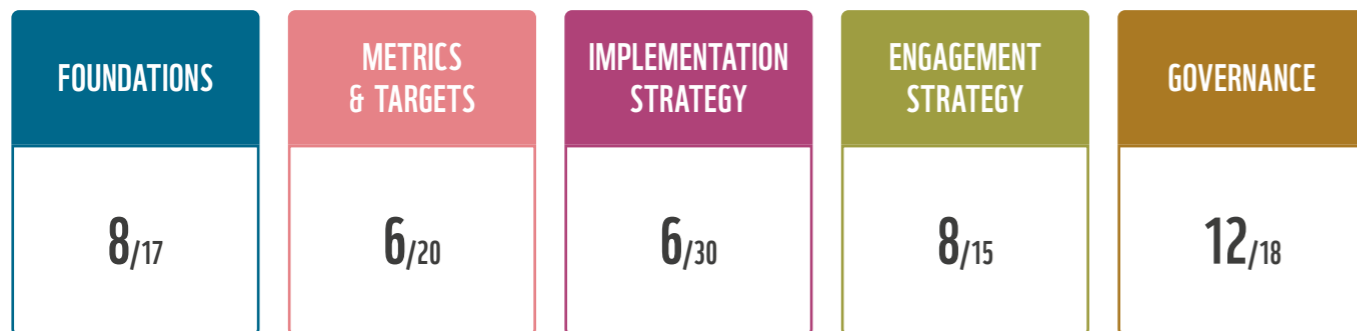 FOUNDATIONS
METRICS
& TARGETS
IMPLEMENTATION
STRATEGY
ENGAGEMENT
STRATEGY
GOVERNANCE
8/17
6/20
6/30
8/15
12/18